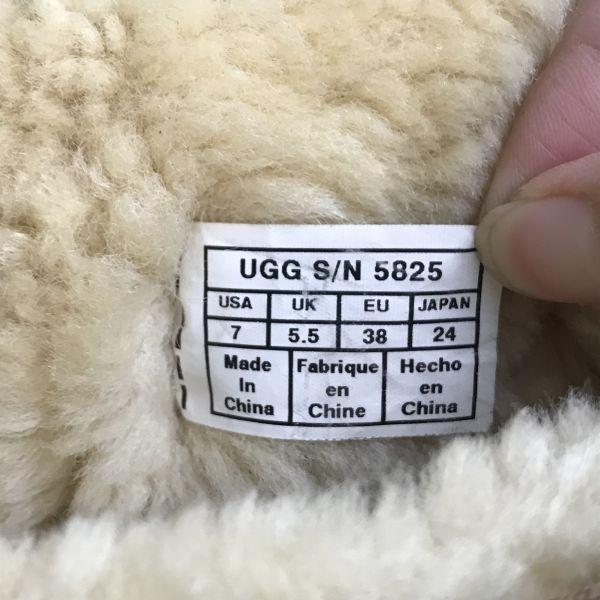 UGG S/N 5825
USA UK EU JAPAN
7 5.5 38 24
Made Fabrique Hecho
In en en
China Chine China